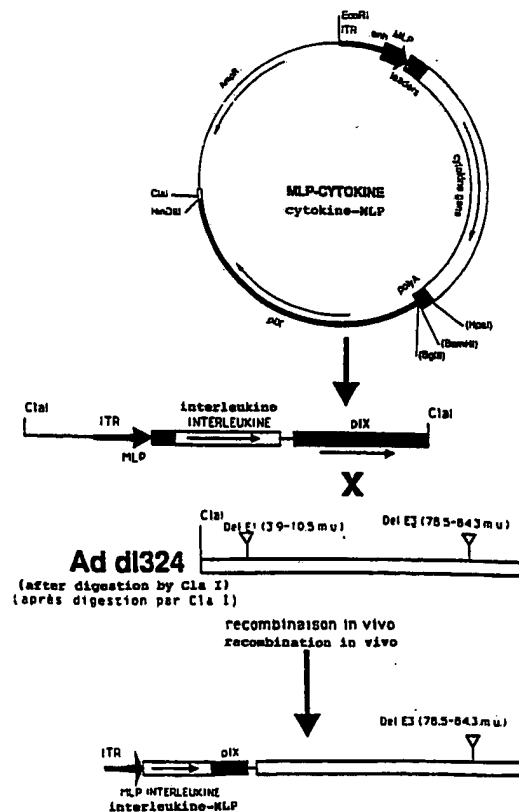 EcoRI
ITR
enh MLP
leaders
AmpR
cytokine gene
ClaI
HinDIII
MLP-CYTOKINE
cytokine-MLP
polyA
pIX
(HpaI)
(BamHI)
(BglII)
ClaI
ITR
interleukine
INTERLEUKINE
pIX
ClaI
MLP
X
ClaI
Del E1 (3.9-10.5 m.u)
Del E3 (78.5-84.3 m.u)
Ad dl324
(after digestion by Cla I)
(après digestion par Cla I)
recombinaison in vivo
recombination in vivo
Del E3 (78.5-84.3 m.u.)
ITR
pIX
MLP INTERLEUKINE
interleukine-MLP